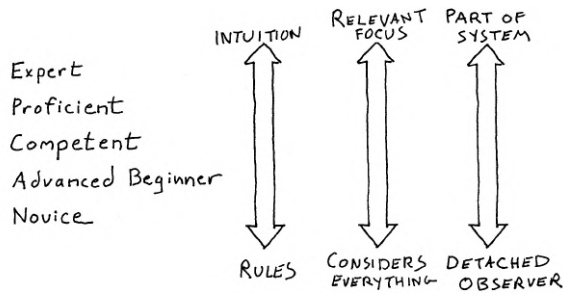 INTUITION
RELEVANT
FOCUS
PART OF
SYSTEM
Expert
Proficient
Competent
Advanced Beginner
Novice
RULES
CONSIDERS
EVERYTHING
DETACHED
OBSERVER